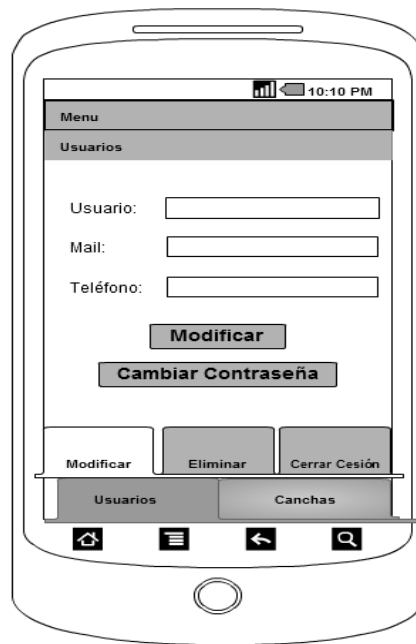 10:10 PM
Menu
Usuarios
Usuario:
Mail:
Teléfono:
Modificar
Cambiar Contraseña
Modificar Eliminar Cerrar Cesión
Usuarios Canchas